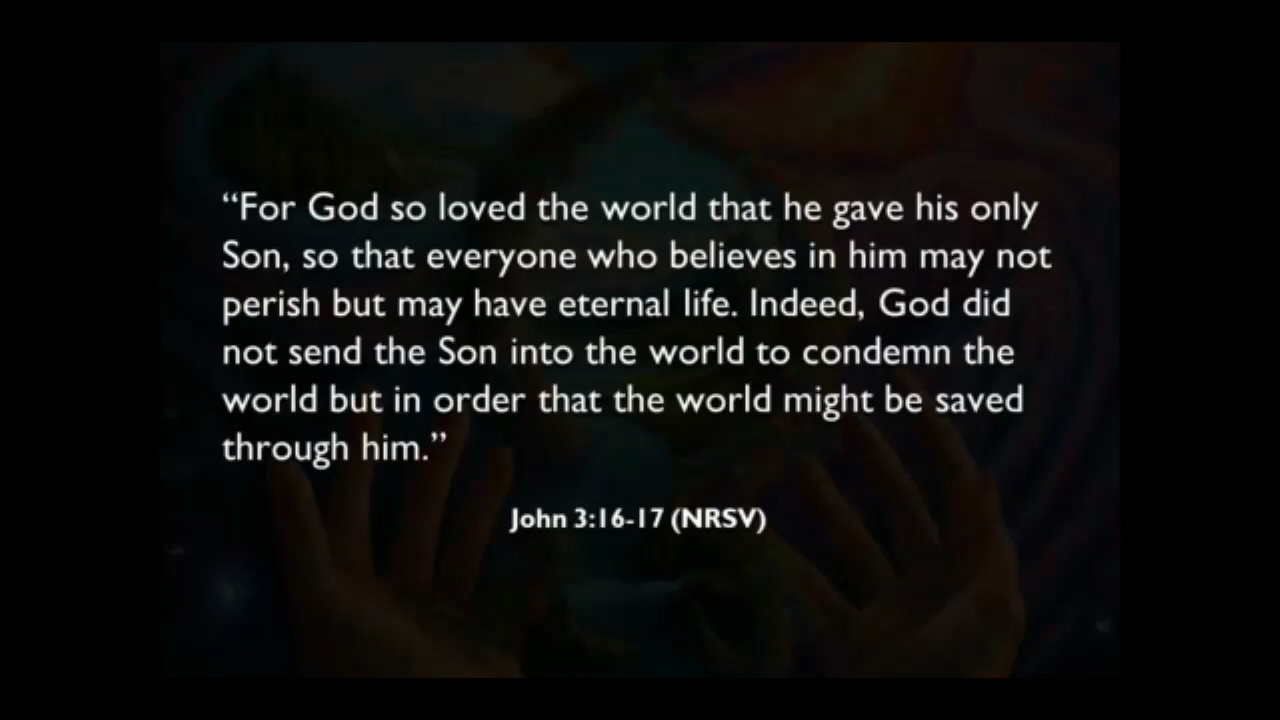 “For God so loved the world that he gave his only
Son, so that everyone who believes in him may not
perish but may have eternal life. Indeed, God did
not send the Son into the world to condemn the
world but in order that the world might be saved
through him.”
John 3:16-17 (NRSV)